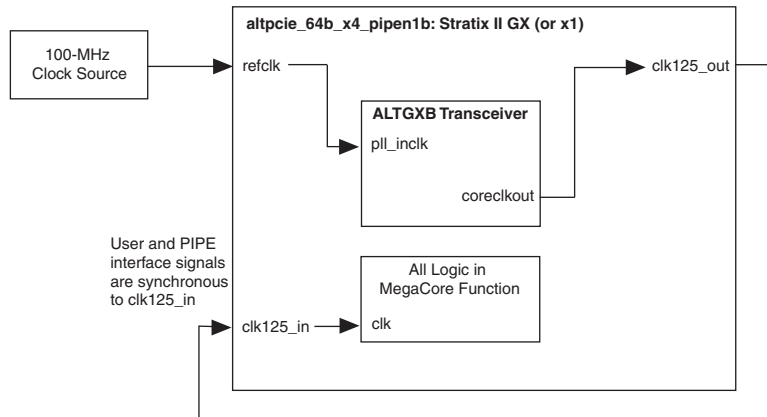 altpcie_64b_x4_pipen1b: Stratix II GX (or x1)
100-MHz
Clock Source
refclk
clk125_out
ALTGXB Transceiver
pll_inclk
coreclkout
User and PIPE
interface signals
are synchronous
to clk125_in
All Logic in
MegaCore Function
clk125_in
clk